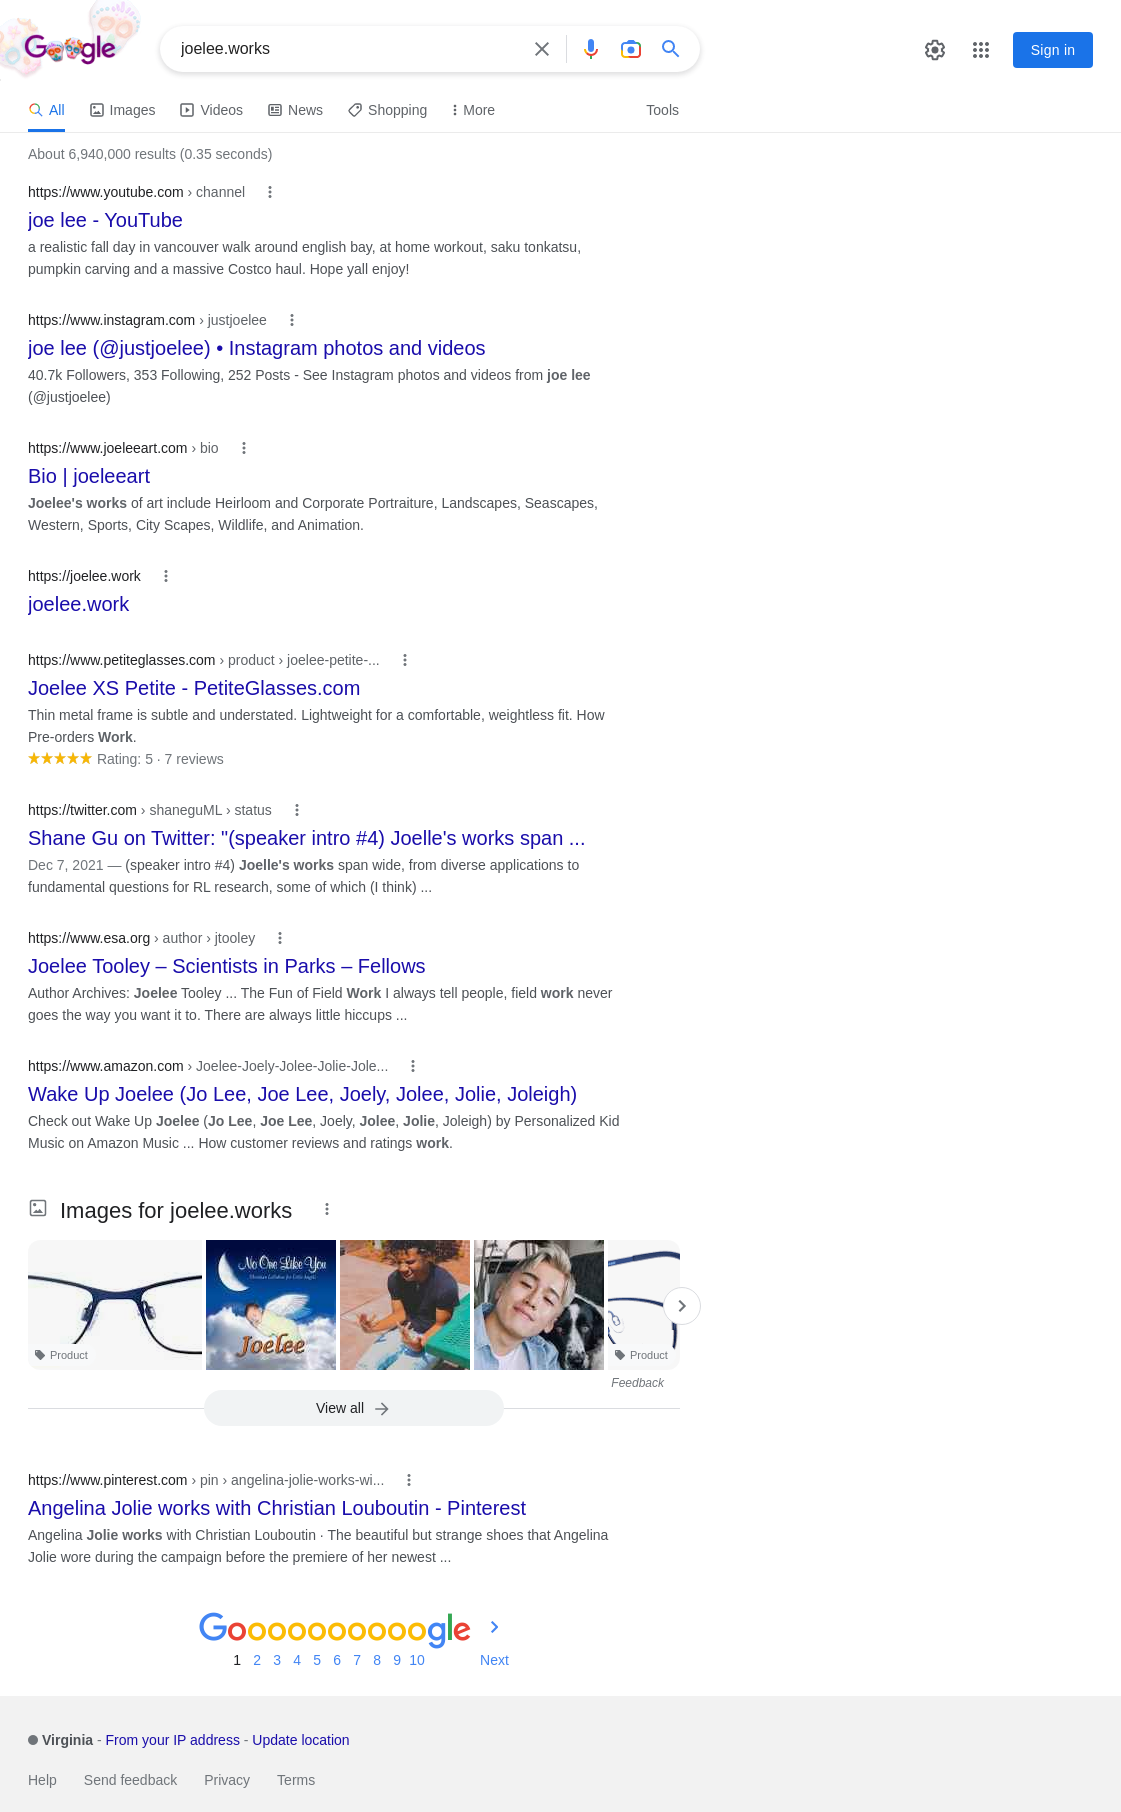 Google
joelee.works
Sign in
All
Images
Videos
News
Shopping
More
Tools
About 6,940,000 results (0.35 seconds)
https://www.youtube.com › channel
joe lee - YouTube
a realistic fall day in vancouver walk around english bay, at home workout, saku tonkatsu,
pumpkin carving and a massive Costco haul. Hope yall enjoy!
https://www.instagram.com › justjoelee
joe lee (@justjoelee) • Instagram photos and videos
40.7k Followers, 353 Following, 252 Posts - See Instagram photos and videos from joe lee
(@justjoelee)
https://www.joeleeart.com › bio
Bio | joeleeart
Joelee's works of art include Heirloom and Corporate Portraiture, Landscapes, Seascapes,
Western, Sports, City Scapes, Wildlife, and Animation.
https://joelee.work
joelee.work
https://www.petiteglasses.com › product › joelee-petite-...
Joelee XS Petite - PetiteGlasses.com
Thin metal frame is subtle and understated. Lightweight for a comfortable, weightless fit. How
Pre-orders Work.
Rating: 5 · 7 reviews
https://twitter.com › shaneguML › status
Shane Gu on Twitter: "(speaker intro #4) Joelle's works span ...
Dec 7, 2021 — (speaker intro #4) Joelle's works span wide, from diverse applications to
fundamental questions for RL research, some of which (I think) ...
https://www.esa.org › author › jtooley
Joelee Tooley – Scientists in Parks – Fellows
Author Archives: Joelee Tooley ... The Fun of Field Work I always tell people, field work never
goes the way you want it to. There are always little hiccups ...
https://www.amazon.com › Joelee-Joely-Jolee-Jolie-Jole...
Wake Up Joelee (Jo Lee, Joe Lee, Joely, Jolee, Jolie, Joleigh)
Check out Wake Up Joelee (Jo Lee, Joe Lee, Joely, Jolee, Jolie, Joleigh) by Personalized Kid
Music on Amazon Music ... How customer reviews and ratings work.
Images for joelee.works
No One Like You
Joelee
Product
Product
Feedback
View all
https://www.pinterest.com › pin › angelina-jolie-works-wi...
Angelina Jolie works with Christian Louboutin - Pinterest
Angelina Jolie works with Christian Louboutin · The beautiful but strange shoes that Angelina
Jolie wore during the campaign before the premiere of her newest ...
Goooooooooogle
1 2 3 4 5 6 7 8 9 10 Next
Virginia - From your IP address - Update location
Help
Send feedback
Privacy
Terms